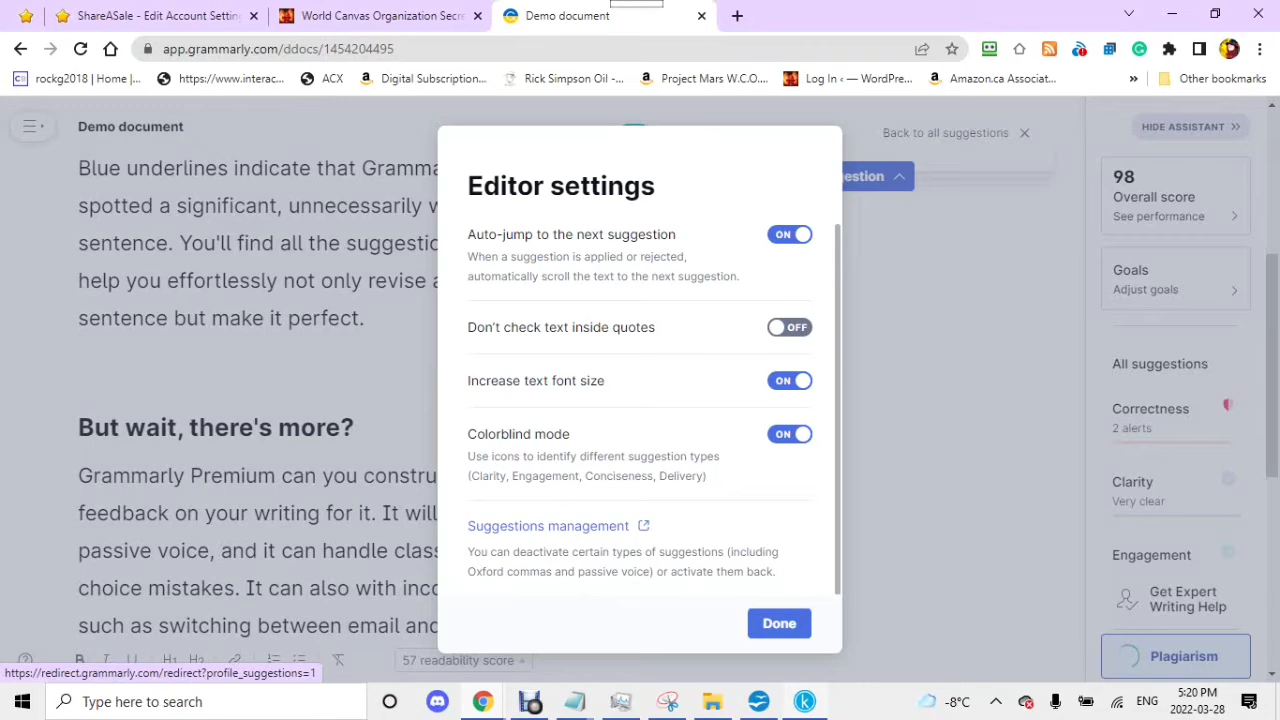 ShareASale - Edit Account Setting
World Canvas Organization Secre
Demo document
app.grammarly.com/ddocs/1454204495
rockg2018 | Home |...
https://www.interac...
ACX
Digital Subscription...
Rick Simpson Oil -...
Project Mars W.C.O....
Log In ‹ — WordPre...
Amazon.ca Associat...
Other bookmarks
Demo document
Back to all suggestions
HIDE ASSISTANT
Blue underlines indicate that Gramma
spotted a significant, unnecessarily w
sentence. You'll find all the suggestio
help you effortlessly not only revise a
sentence but make it perfect.
But wait, there's more?
Grammarly Premium can you constru
feedback on your writing for it. It will
passive voice, and it can handle clas
choice mistakes. It can also with inco
such as switching between email and
B I U H1 H2
57 readability score
estion
Editor settings
Auto-jump to the next suggestion
ON
When a suggestion is applied or rejected,
automatically scroll the text to the next suggestion.
Don't check text inside quotes
OFF
Increase text font size
ON
Colorblind mode
ON
Use icons to identify different suggestion types
(Clarity, Engagement, Conciseness, Delivery)
Suggestions management
You can deactivate certain types of suggestions (including
Oxford commas and passive voice) or activate them back.
Done
98
Overall score
See performance
Goals
Adjust goals
All suggestions
Correctness
2 alerts
Clarity
Very clear
Engagement
Get Expert
Writing Help
Plagiarism
https://redirect.grammarly.com/redirect?profile_suggestions=1
Type here to search
-8°C
ENG
5:20 PM
2022-03-28